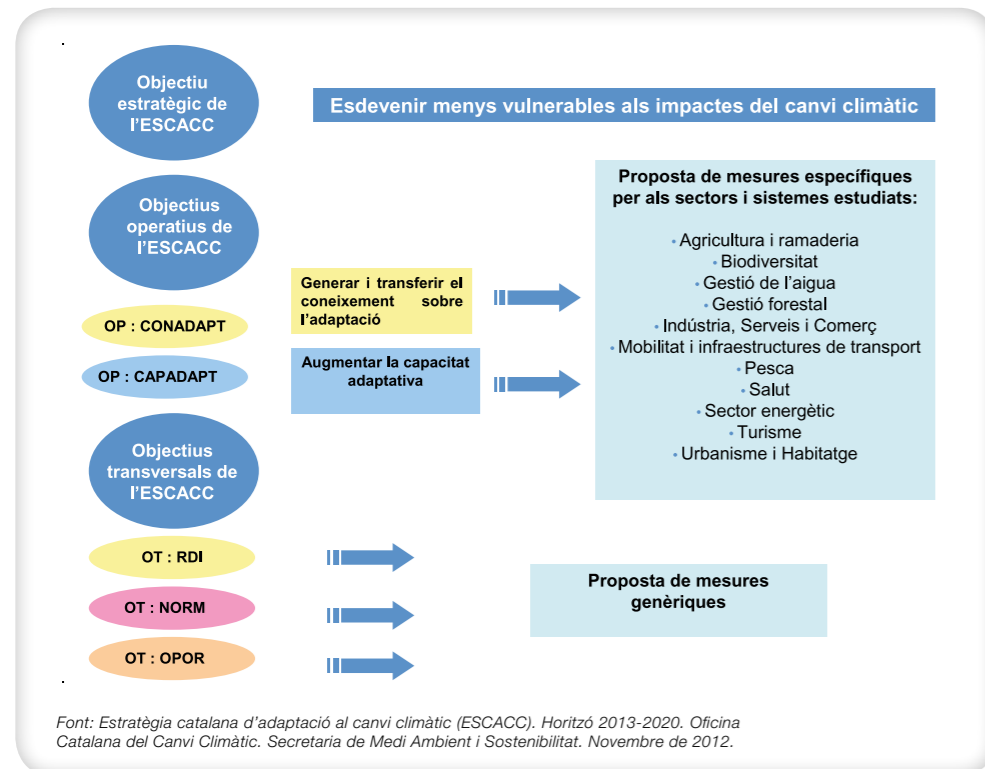 Objectiu
estratègic de
l'ESCACC
Esdevenir menys vulnerables als impactes del canvi climàtic
Objectius
operatius de
l'ESCACC
Proposta de mesures específiques
per als sectors i sistemes estudiats:
• Agricultura i ramaderia
• Biodiversitat
• Gestió de l'aigua
• Gestió forestal
• Indústria, Serveis i Comerç
• Mobilitat i infraestructures de transport
• Pesca
• Salut
• Sector energètic
• Turisme
• Urbanisme i Habitatge
OP : CONADAPT
Generar i transferir el
coneixement sobre
l'adaptació
OP : CAPADAPT
Augmentar la capacitat
adaptativa
Objectius
transversals de
l'ESCACC
OT : RDI
OT : NORM
OT : OPOR
Proposta de mesures
genèriques
Font: Estratègia catalana d'adaptació al canvi climàtic (ESCACC). Horitzó 2013-2020. Oficina
Catalana del Canvi Climàtic. Secretaria de Medi Ambient i Sostenibilitat. Novembre de 2012.